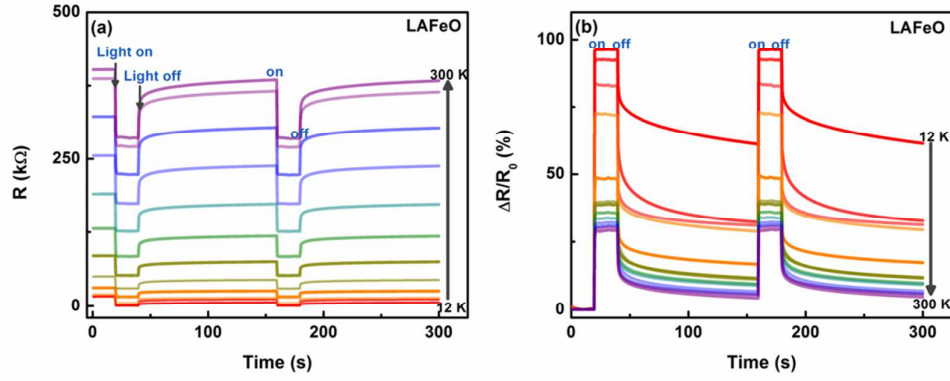 (a)
LAFeO
500
250
0
R (kΩ)
Light on
Light off
on
off
300 K
12 K
0
100
200
300
Time (s)
(b)
LAFeO
100
50
0
ΔR/R₀ (%)
on off
on off
12 K
300 K
0
100
200
300
Time (s)